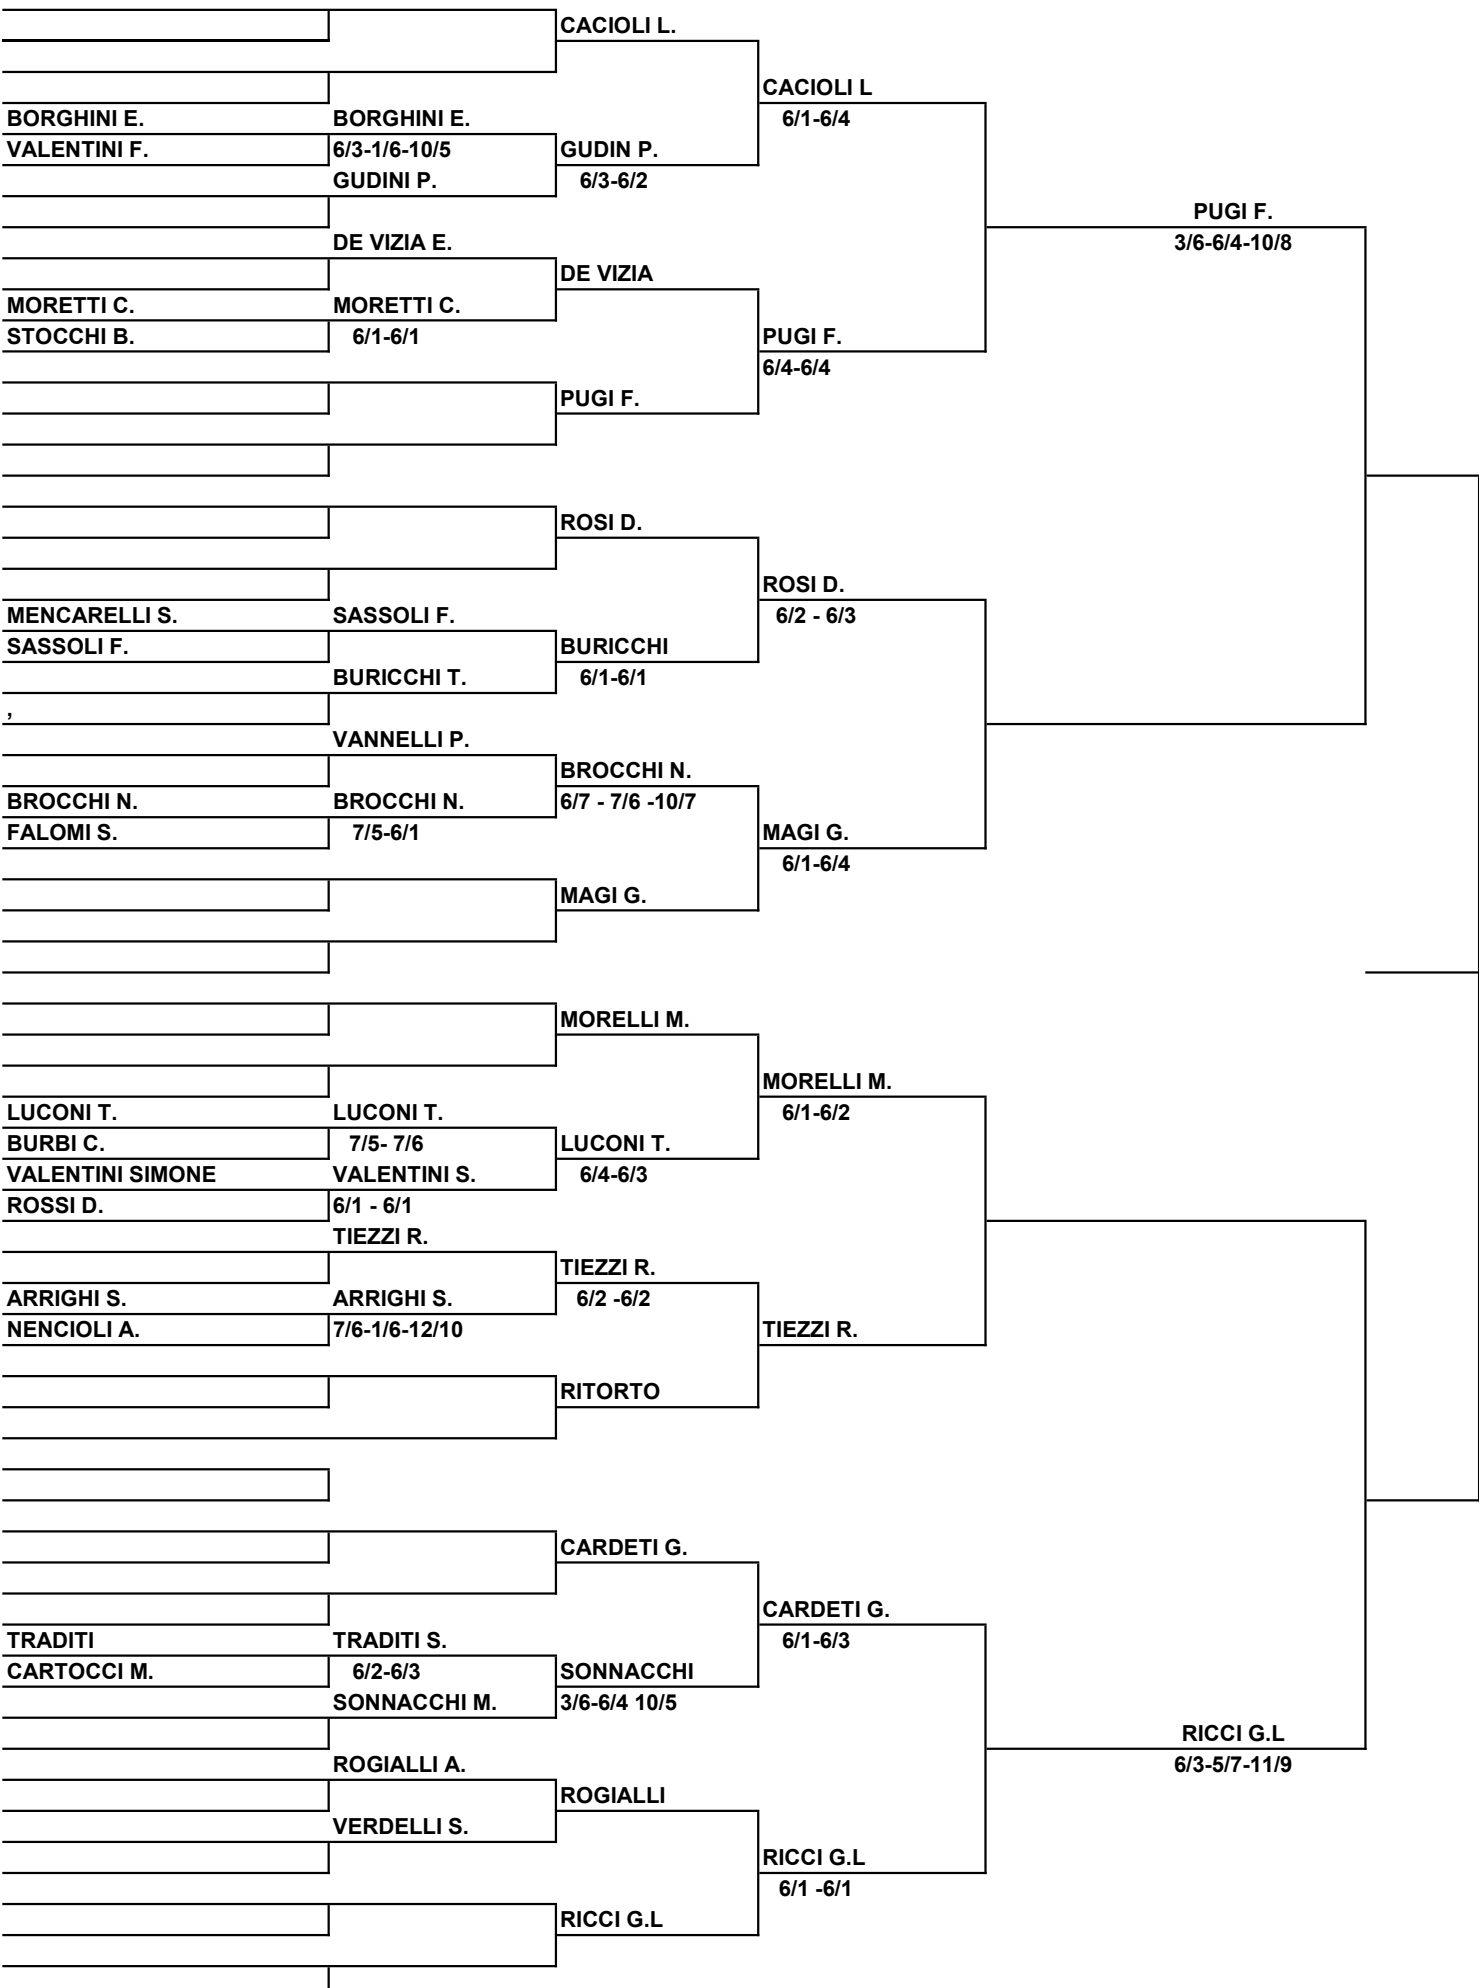 CACIOLI L.
CACIOLI L
BORGHINI E. BORGHINI E. 6/1-6/4
VALENTINI F. 6/3-1/6-10/5 GUDIN P.
GUDINI P. 6/3-6/2
PUGI F.
DE VIZIA E. 3/6-6/4-10/8
DE VIZIA
MORETTI C. MORETTI C.
STOCCHI B. 6/1-6/1 PUGI F.
6/4-6/4
PUGI F.
ROSI D.
ROSI D.
MENCARELLI S. SASSOLI F. 6/2 - 6/3
SASSOLI F. BURICCHI
BURICCHI T. 6/1-6/1
,
VANNELLI P.
BROCCHI N.
BROCCHI N. BROCCHI N. 6/7 - 7/6 -10/7
FALOMI S. 7/5-6/1 MAGI G.
6/1-6/4
MAGI G.
MORELLI M.
MORELLI M.
LUCONI T. LUCONI T. 6/1-6/2
BURBI C. 7/5- 7/6 LUCONI T.
VALENTINI SIMONE VALENTINI S. 6/4-6/3
ROSSI D. 6/1 - 6/1
TIEZZI R.
TIEZZI R.
ARRIGHI S. ARRIGHI S. 6/2 -6/2
NENCIOLI A. 7/6-1/6-12/10 TIEZZI R.
RITORTO
CARDETI G.
CARDETI G.
TRADITI TRADITI S. 6/1-6/3
CARTOCCI M. 6/2-6/3 SONNACCHI
SONNACCHI M. 3/6-6/4 10/5
RICCI G.L
ROGIALLI A. 6/3-5/7-11/9
ROGIALLI
VERDELLI S.
RICCI G.L
6/1 -6/1
RICCI G.L